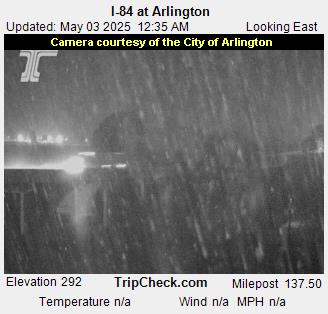 I-84 at Arlington
Updated: May 03 2025 12:35 AM Looking East
Camera courtesy of the City of Arlington
Elevation 292 TripCheck.com Milepost 137.50
Temperature n/a Wind n/a MPH n/a